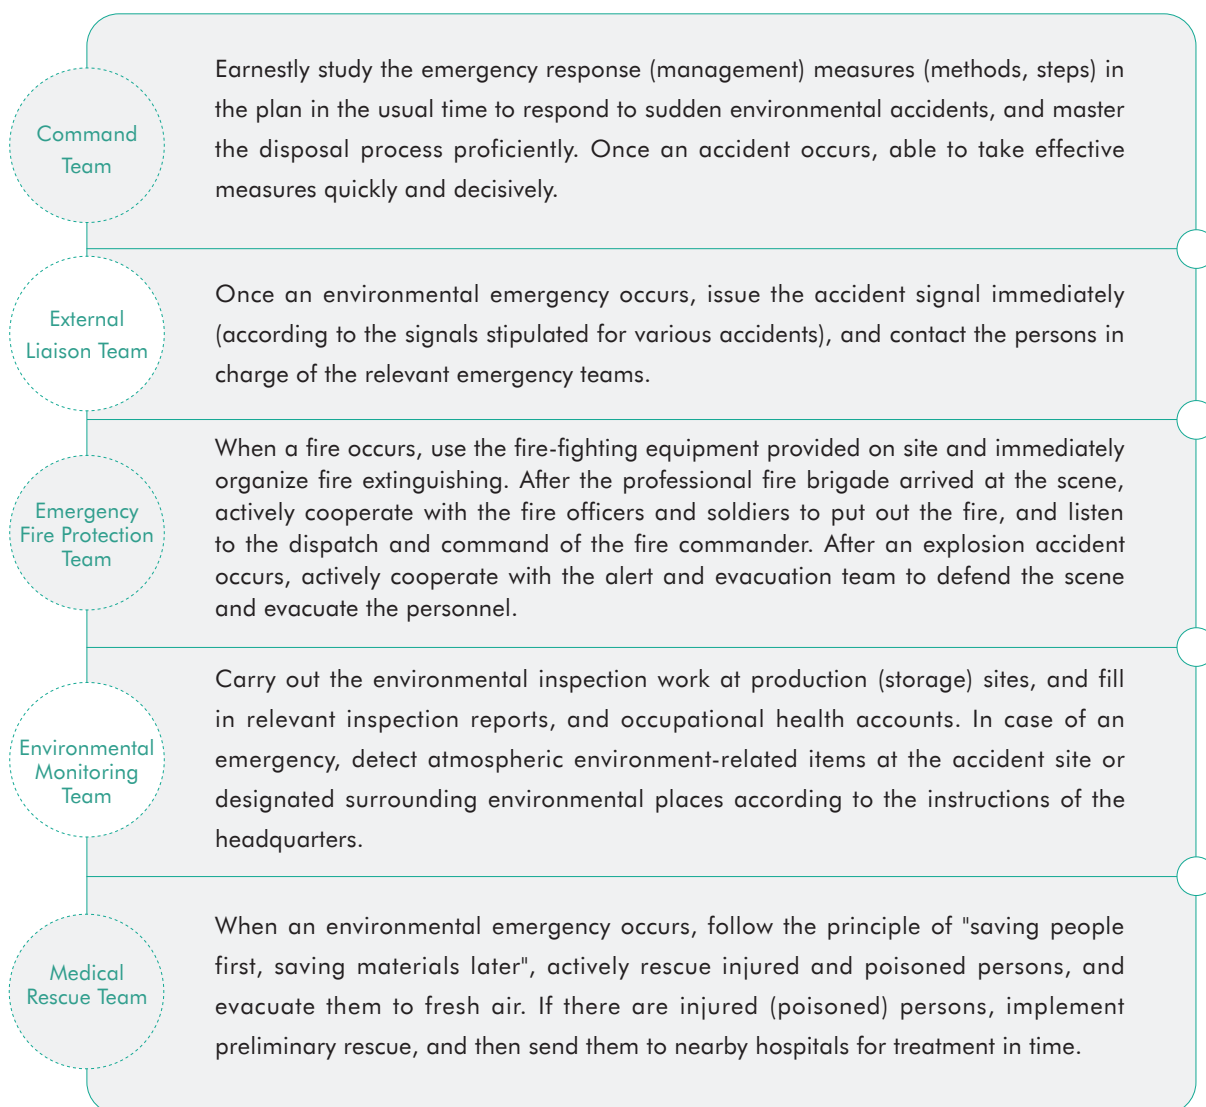 Command
Team
Earnestly study the emergency response (management) measures (methods, steps) in
the plan in the usual time to respond to sudden environmental accidents, and master
the disposal process proficiently. Once an accident occurs, able to take effective
measures quickly and decisively.
External
Liaison Team
Once an environmental emergency occurs, issue the accident signal immediately
(according to the signals stipulated for various accidents), and contact the persons in
charge of the relevant emergency teams.
Emergency
Fire Protection
Team
When a fire occurs, use the fire-fighting equipment provided on site and immediately
organize fire extinguishing. After the professional fire brigade arrived at the scene,
actively cooperate with the fire officers and soldiers to put out the fire, and listen
to the dispatch and command of the fire commander. After an explosion accident
occurs, actively cooperate with the alert and evacuation team to defend the scene
and evacuate the personnel.
Environmental
Monitoring
Team
Carry out the environmental inspection work at production (storage) sites, and fill
in relevant inspection reports, and occupational health accounts. In case of an
emergency, detect atmospheric environment-related items at the accident site or
designated surrounding environmental places according to the instructions of the
headquarters.
Medical
Rescue Team
When an environmental emergency occurs, follow the principle of "saving people
first, saving materials later", actively rescue injured and poisoned persons, and
evacuate them to fresh air. If there are injured (poisoned) persons, implement
preliminary rescue, and then send them to nearby hospitals for treatment in time.